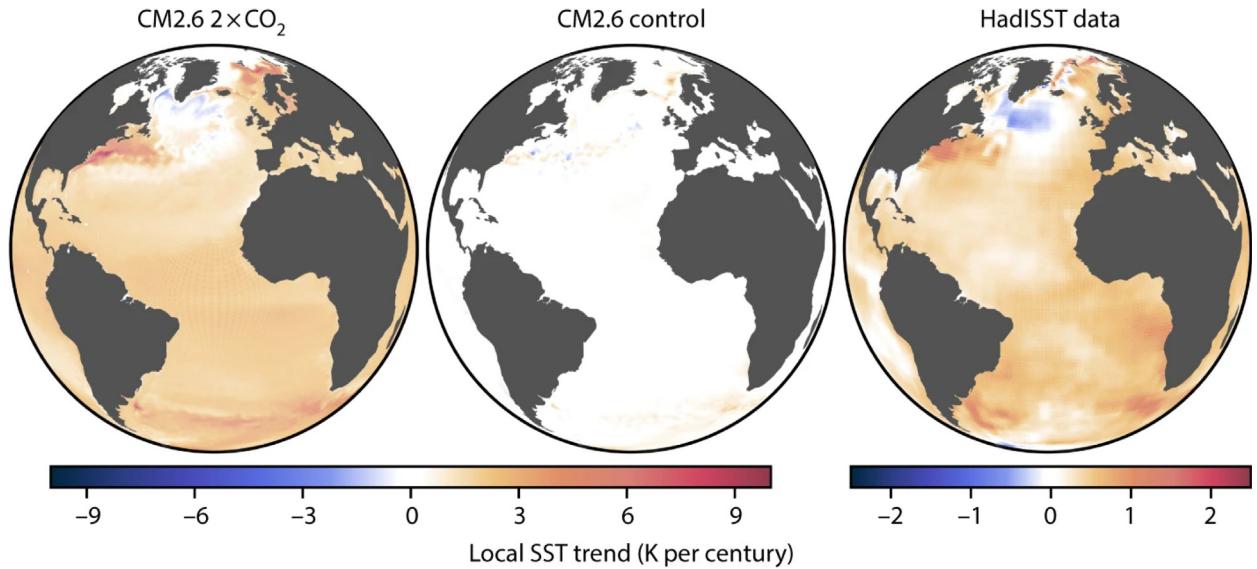 CM2.6 2×CO₂
CM2.6 control
HadISST data
−9 −6 −3 0 3 6 9
−2 −1 0 1 2
Local SST trend (K per century)